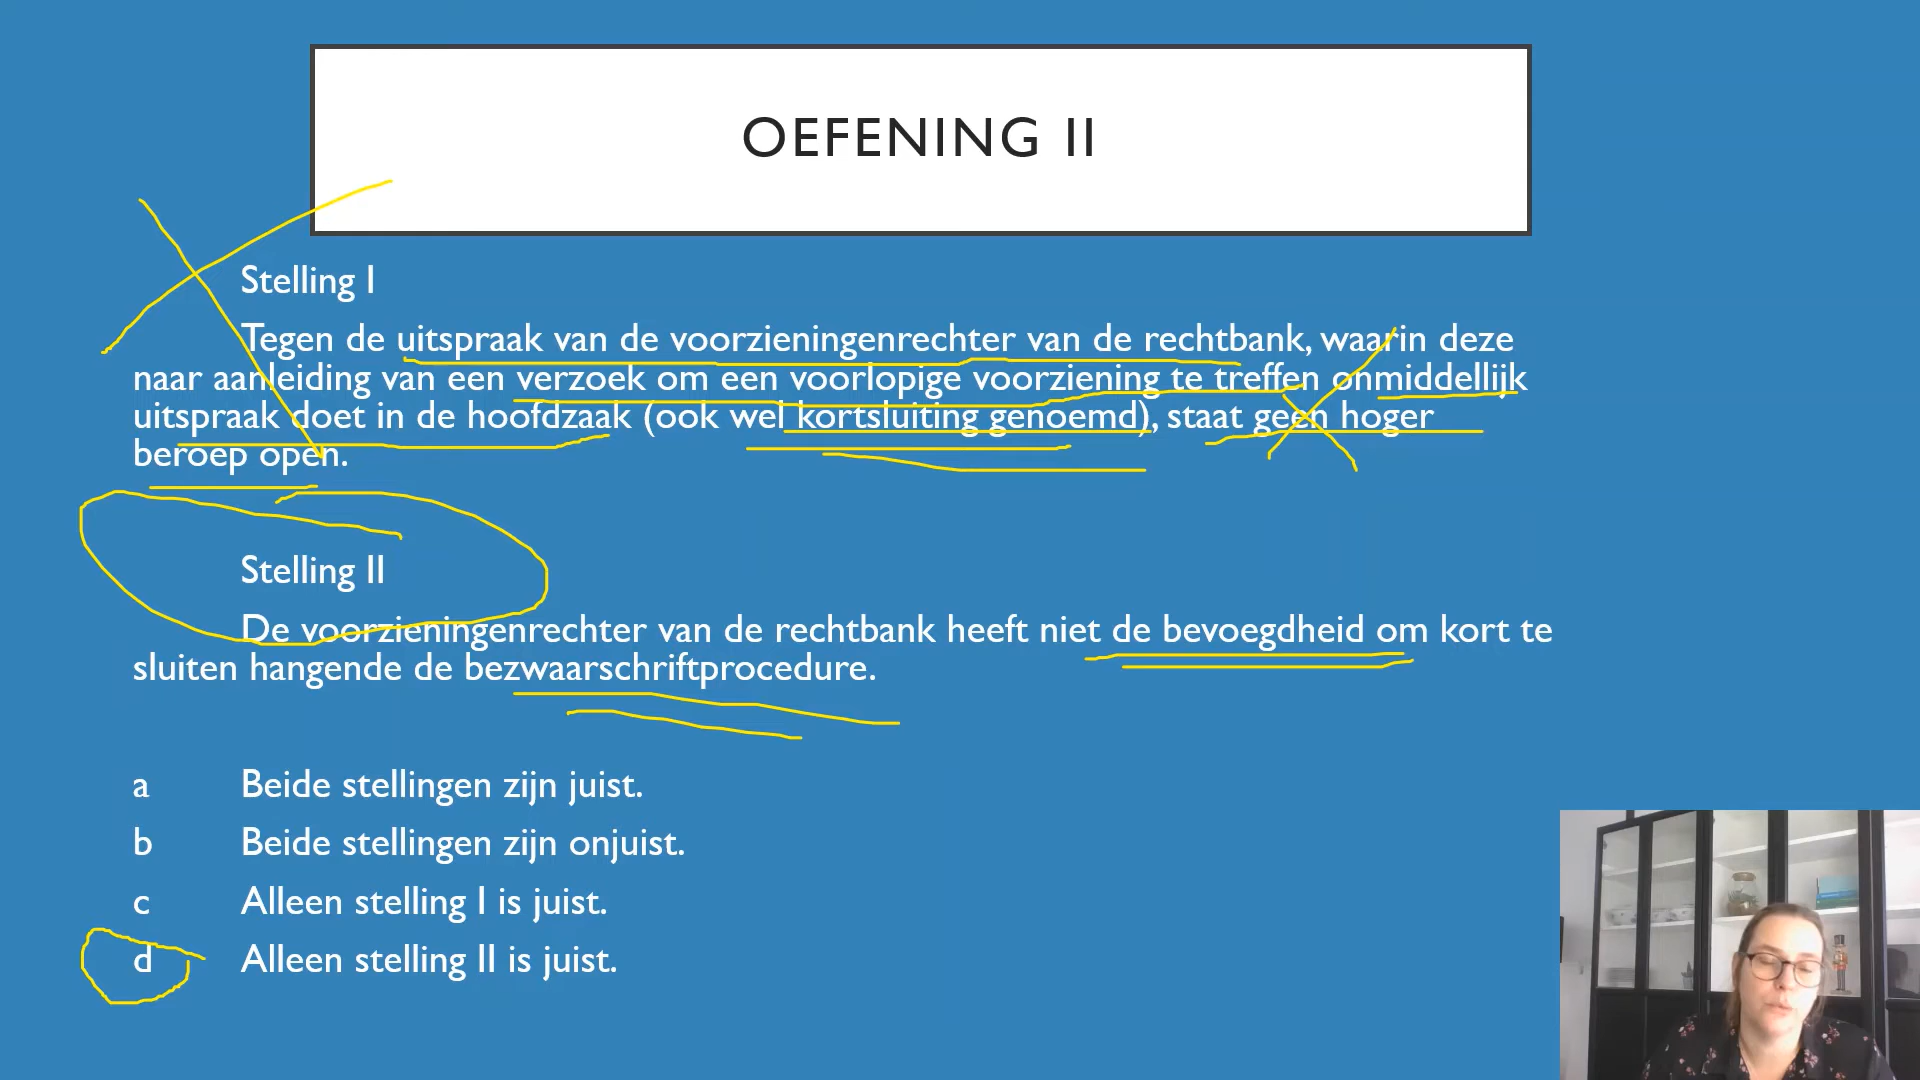 OEFENING II
Stelling I
Tegen de uitspraak van de voorzieningenrechter van de rechtbank, waarin deze
naar aanleiding van een verzoek om een voorlopige voorziening te treffen onmiddellijk
uitspraak doet in de hoofdzaak (ook wel kortsluiting genoemd), staat geen hoger
beroep open.
Stelling II
De voorzieningenrechter van de rechtbank heeft niet de bevoegdheid om kort te
sluiten hangende de bezwaarschriftprocedure.
a Beide stellingen zijn juist.
b Beide stellingen zijn onjuist.
c Alleen stelling I is juist.
d Alleen stelling II is juist.